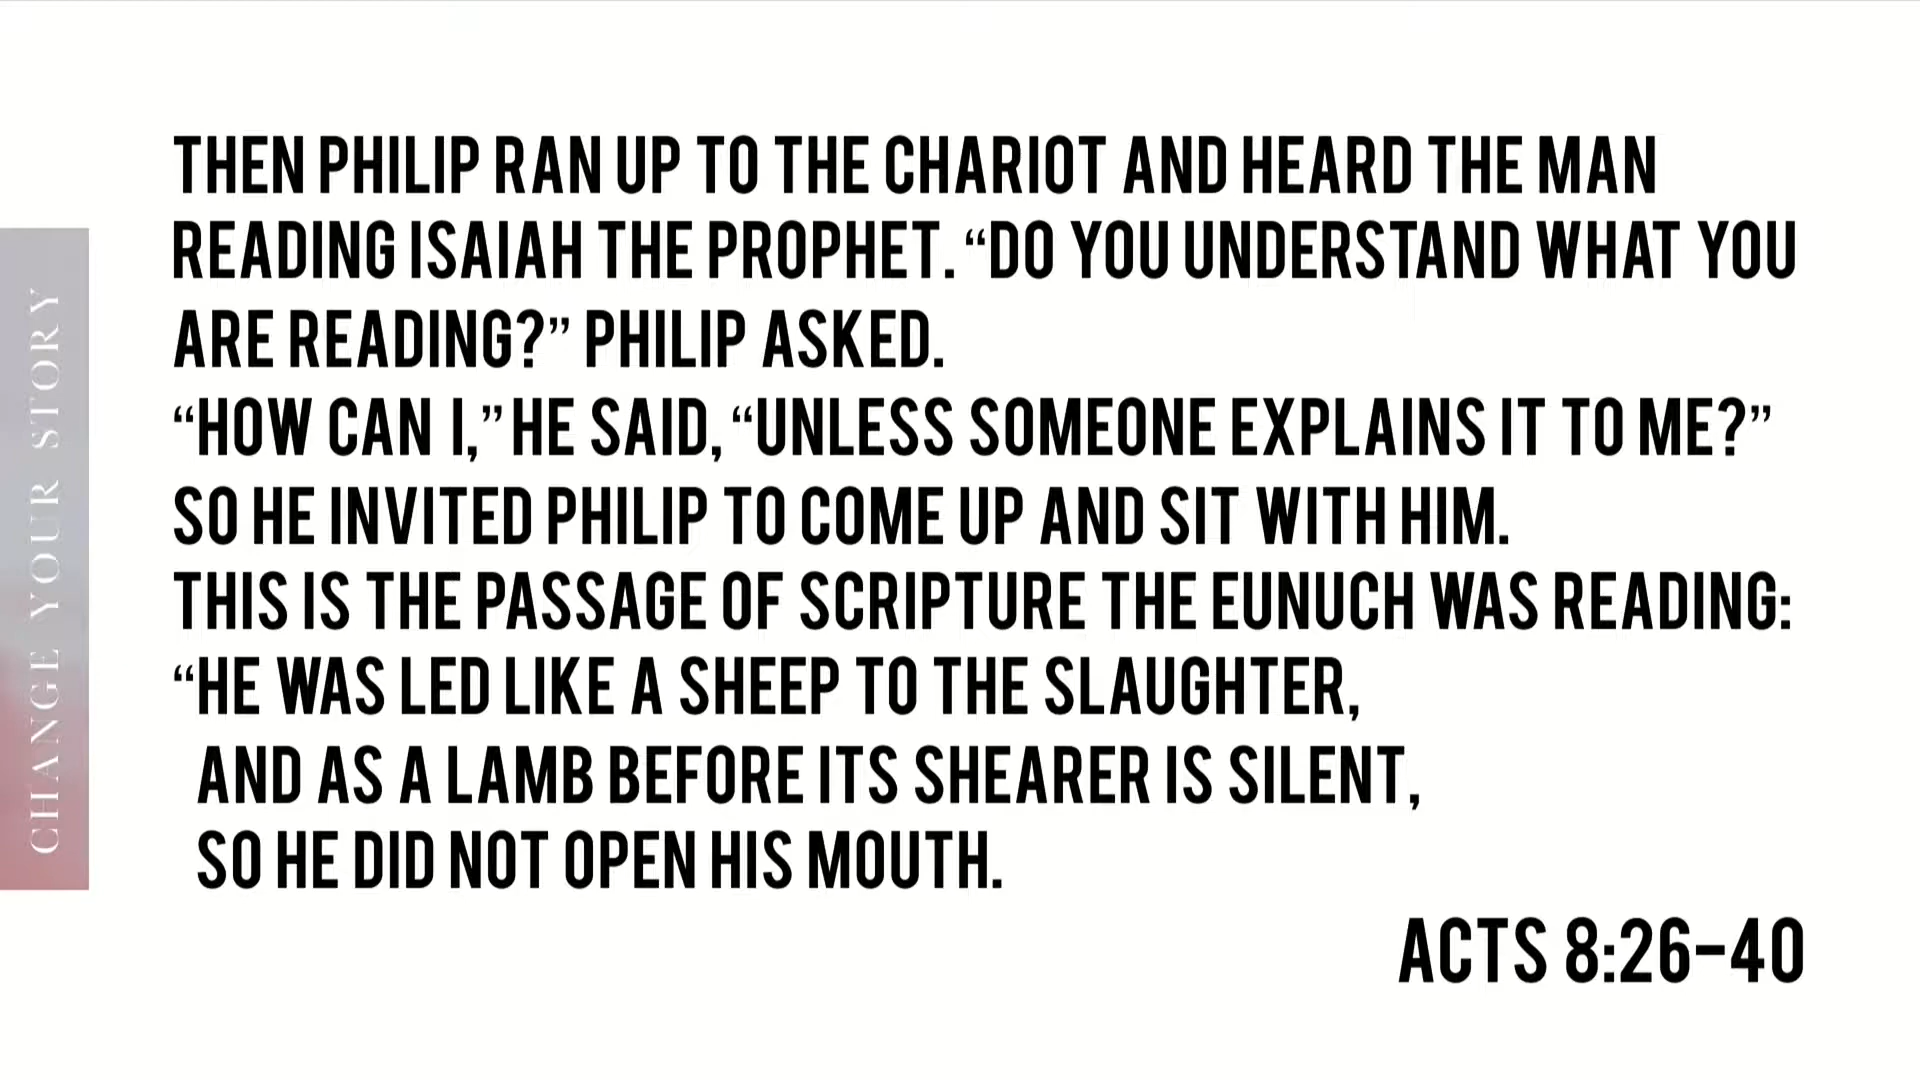 THEN PHILIP RAN UP TO THE CHARIOT AND HEARD THE MAN
READING ISAIAH THE PROPHET. “DO YOU UNDERSTAND WHAT YOU
ARE READING?” PHILIP ASKED.
“HOW CAN I,” HE SAID, “UNLESS SOMEONE EXPLAINS IT TO ME?”
SO HE INVITED PHILIP TO COME UP AND SIT WITH HIM.
THIS IS THE PASSAGE OF SCRIPTURE THE EUNUCH WAS READING:
“HE WAS LED LIKE A SHEEP TO THE SLAUGHTER,
AND AS A LAMB BEFORE ITS SHEARER IS SILENT,
SO HE DID NOT OPEN HIS MOUTH.
ACTS 8:26–40
CHANGE YOUR STORY